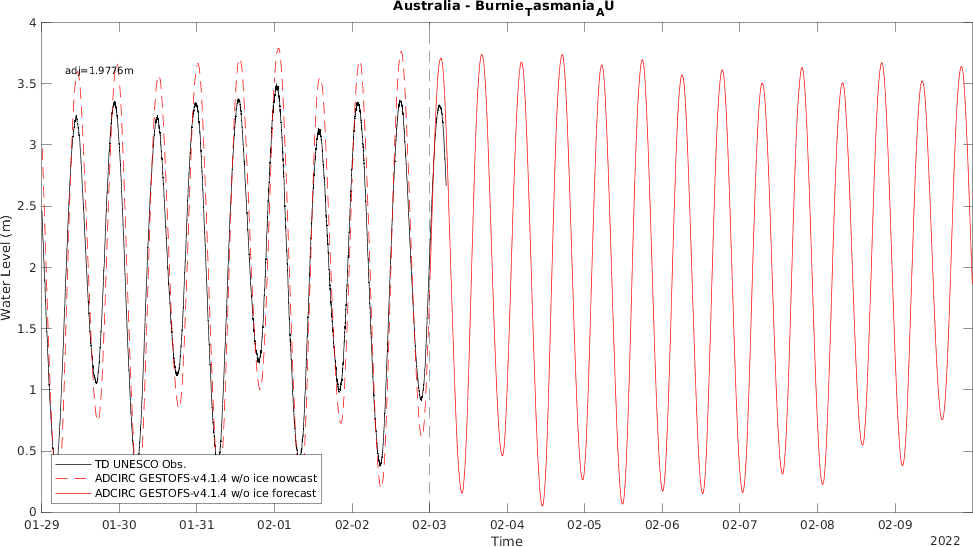 Australia - Burnie_Tasmania_AU
adj=1.9776m
4
3.5
3
2.5
2
1.5
1
0.5
0
Water Level (m)
TD UNESCO Obs.
ADCIRC GESTOFS-v4.1.4 w/o ice nowcast
ADCIRC GESTOFS-v4.1.4 w/o ice forecast
01-29 01-30 01-31 02-01 02-02 02-03 02-04 02-05 02-06 02-07 02-08 02-09
Time
2022